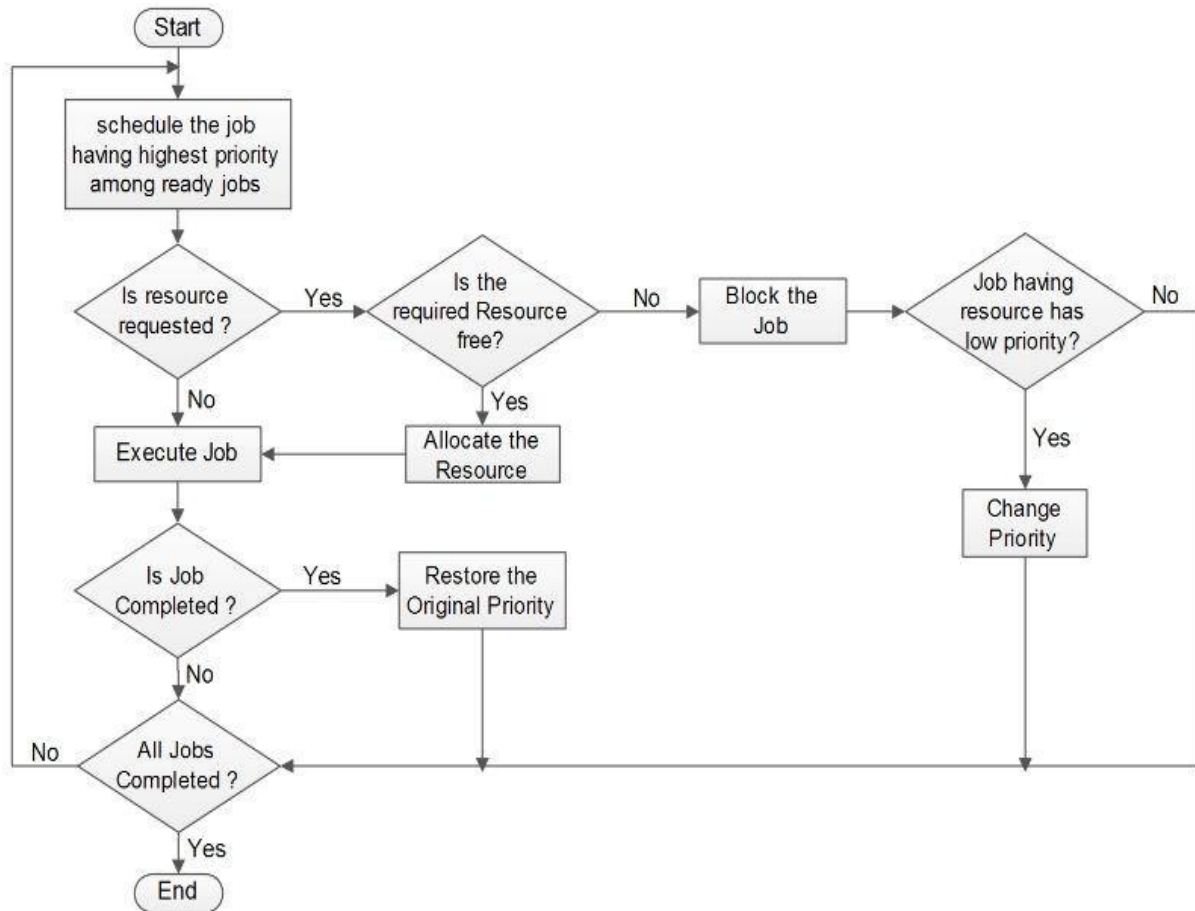 Start
schedule the job
having highest priority
among ready jobs
Is resource
requested ?
Yes
Is the
required Resource
free?
No
Block the
Job
Job having
resource has
low priority?
No
No
Yes
Yes
Execute Job
Allocate the
Resource
Change
Priority
Is Job
Completed ?
Yes
Restore the
Original Priority
No
No
All Jobs
Completed ?
Yes
End